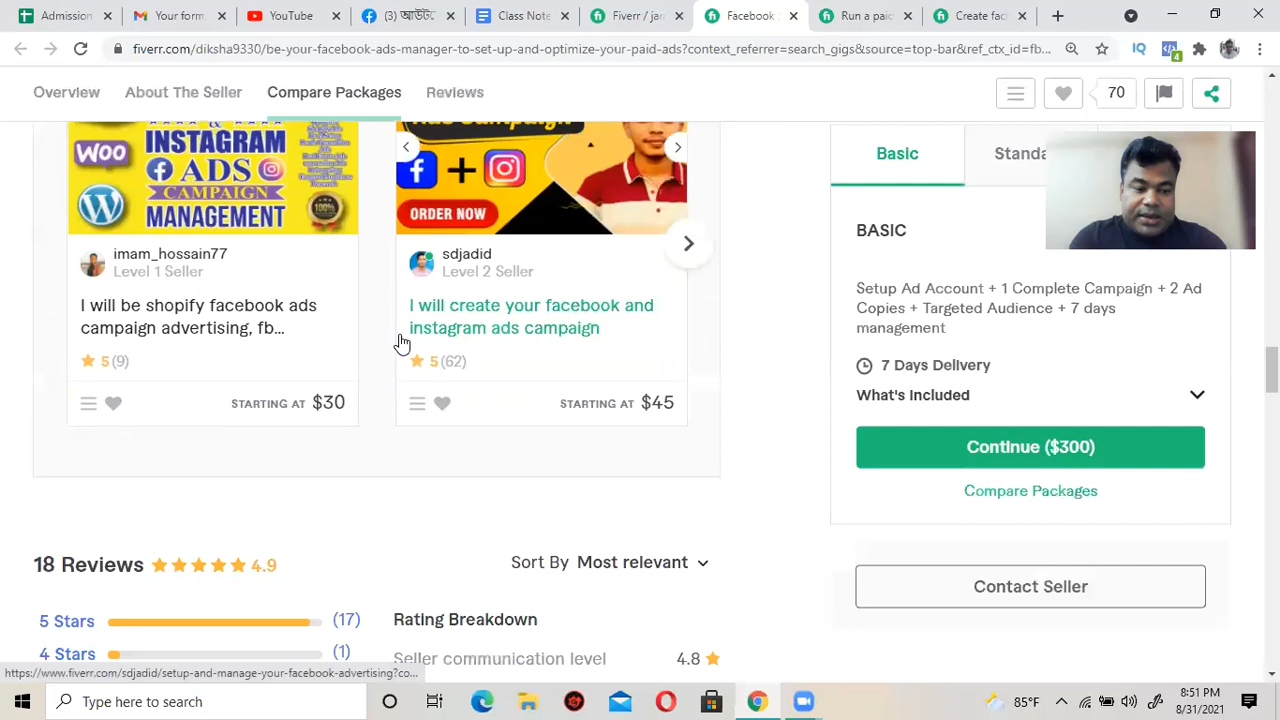 Admission
What's your form
YouTube
Class Note
Fiverr / jam
Facebook
Run a paid
Create fac
fiverr.com/diksha9330/be-your-facebook-ads-manager-to-set-up-and-optimize-your-paid-ads?context_referrer=search_gigs&source=top-bar&ref_ctx_id=fb...
IQ
4
Overview
About The Seller
Compare Packages
Reviews
70
WOO
INSTAGRAM
ADS
CAMPAIGN
MANAGEMENT
100%
Ads Campaign
ORDER NOW
imam_hossain77
Level 1 Seller
sdjadid
Level 2 Seller
I will be shopify facebook ads
campaign advertising, fb...
I will create your facebook and
instagram ads campaign
5(9)
5(62)
STARTING AT $30
STARTING AT $45
18 Reviews 4.9
Sort By Most relevant
5 Stars (17)
4 Stars (1)
Rating Breakdown
Seller communication level 4.8
Basic
Standa
BASIC
Setup Ad Account + 1 Complete Campaign + 2 Ad
Copies + Targeted Audience + 7 days
management
7 Days Delivery
What's Included
Continue ($300)
Compare Packages
Contact Seller
https://www.fiverr.com/sdjadid/setup-and-manage-your-facebook-advertising?co...
Type here to search
85°F
8:51 PM
8/31/2021